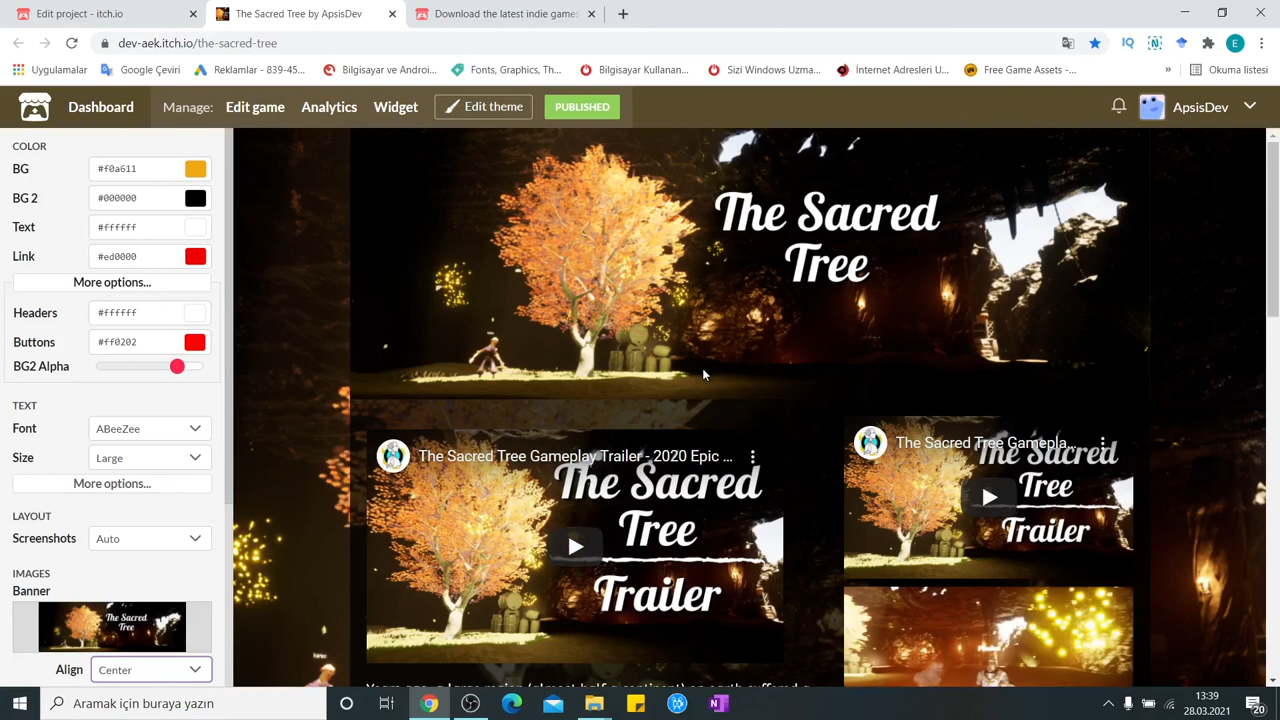 Edit project - itch.io
The Sacred Tree by ApsisDev
Download the latest indie games
dev-aek.itch.io/the-sacred-tree
Uygulamalar
Google Çeviri
Reklamlar - 839-45...
Bilgisayar ve Androi...
Fonts, Graphics Th...
Bilgisayar Kullanan...
Sizi Windows Uzma...
İnternet Adresleri U...
Free Game Assets -...
»
Okuma listesi
Dashboard
Manage:
Edit game
Analytics
Widget
Edit theme
PUBLISHED
ApsisDev
COLOR
BG
#f0a611
BG 2
#000000
Text
#ffffff
Link
#ed0000
More options...
Headers
#ffffff
Buttons
#ff0202
BG2 Alpha
TEXT
Font
ABeeZee
Size
Large
More options...
LAYOUT
Screenshots
Auto
IMAGES
Banner
The Sacred
Tree
Align
Center
The Sacred
Tree
The Sacred Tree Gameplay Trailer - 2020 Epic ...
The Sacred
Tree
Trailer
The Sacred Tree Gamepla...
The Sacred
Tree
Trailer
Aramak için buraya yazın
13:39
28.03.2021
20